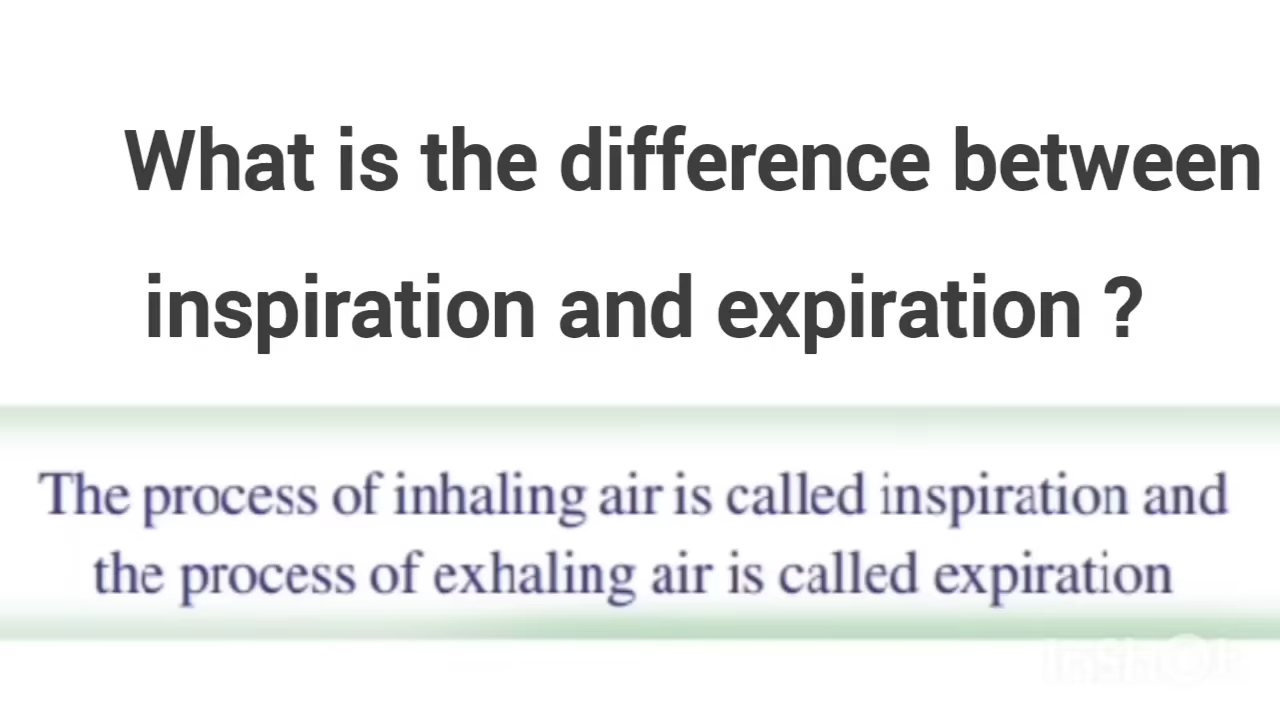 What is the difference between
inspiration and expiration ?
The process of inhaling air is called inspiration and
the process of exhaling air is called expiration
InShOt